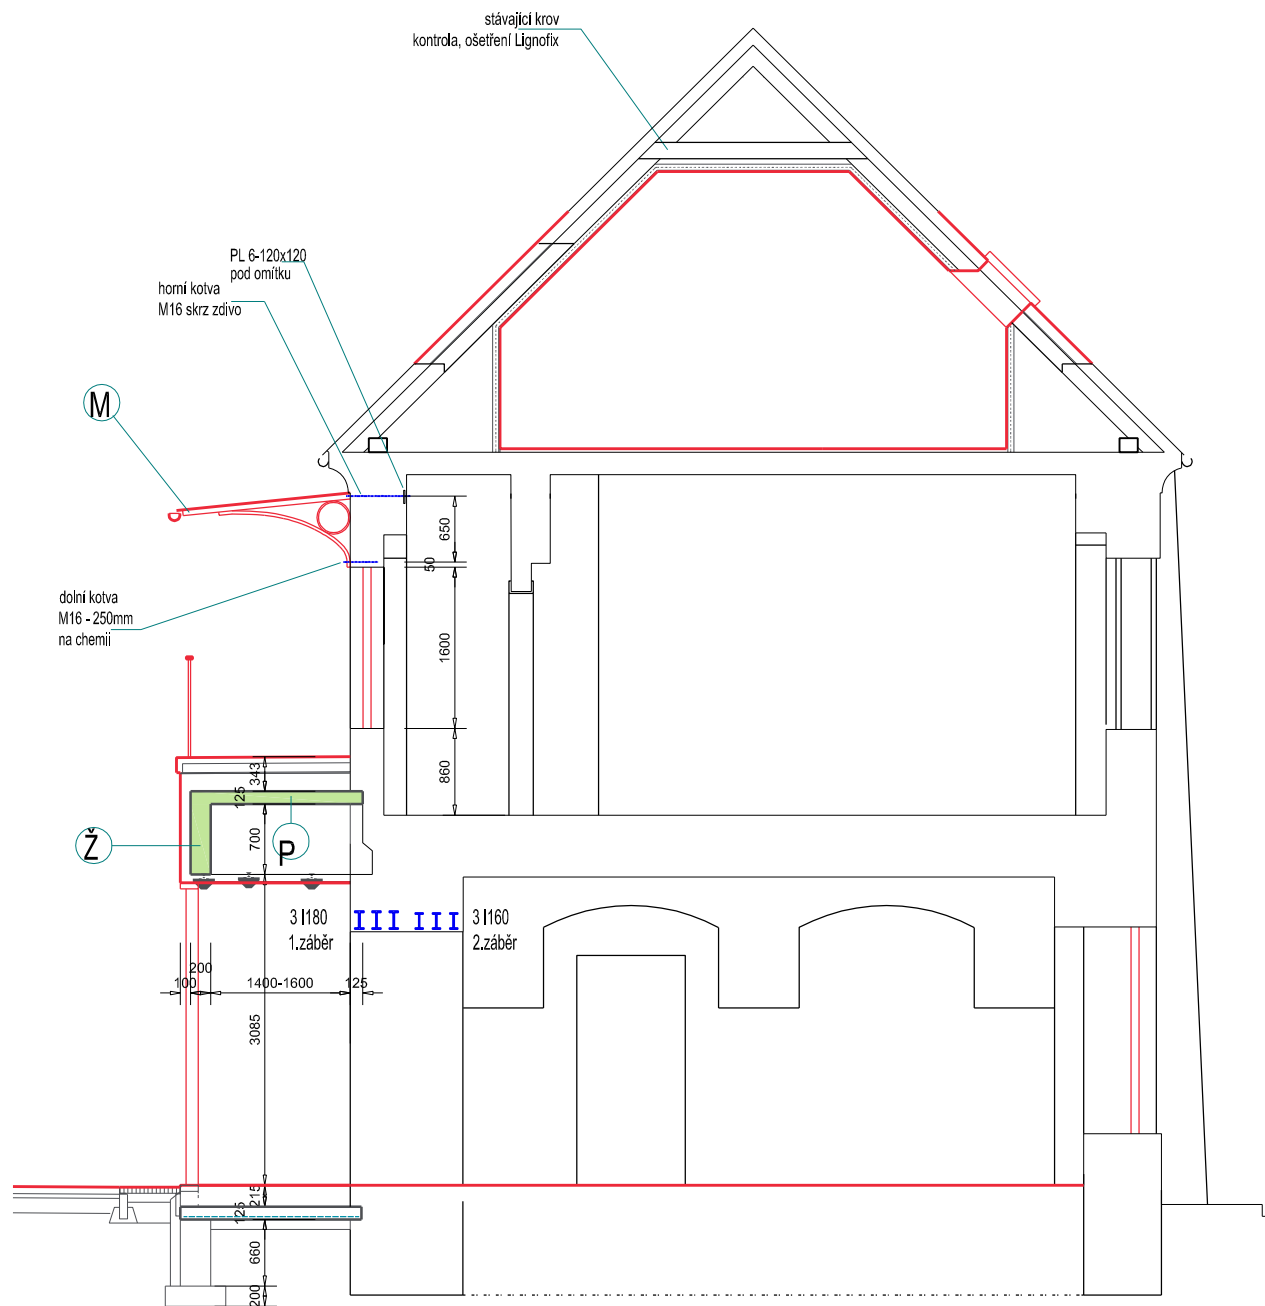 stávající krov
kontrola, ošetření Lignofix
PL 6-120x120
pod omítku
horní kotva
M16 skrz zdivo
M
650
50
dolní kotva
M16 - 250mm
na chemii
1600
343
860
125
700
Ž
P
3 I180
1.záběr
3 I160
2.záběr
200
100
1400-1600
125
3085
215
125
660
200